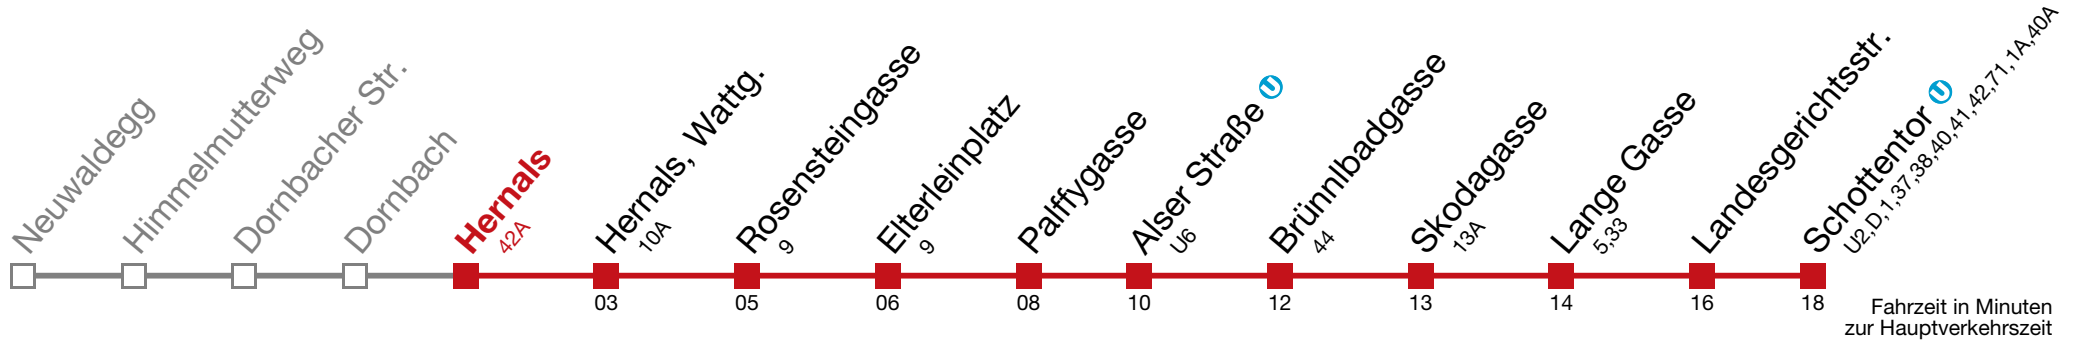 Neuwaldegg
Himmelmutterweg
Dornbacher Str.
Dornbach
Hernals
42A
Hernals, Wattg.
10A
Rosensteingasse
9
Elterleinplatz
9
Palffygasse
Alser Straße U
U6
Brünnlbadgasse
44
Skodagasse
13A
Lange Gasse
5,33
Landesgerichtsstr.
Schottentor U
U2,D,1,37,38,40,41,42,71,1A,40A
03
05
06
08
10
12
13
14
16
18
Fahrzeit in Minuten
zur Hauptverkehrszeit